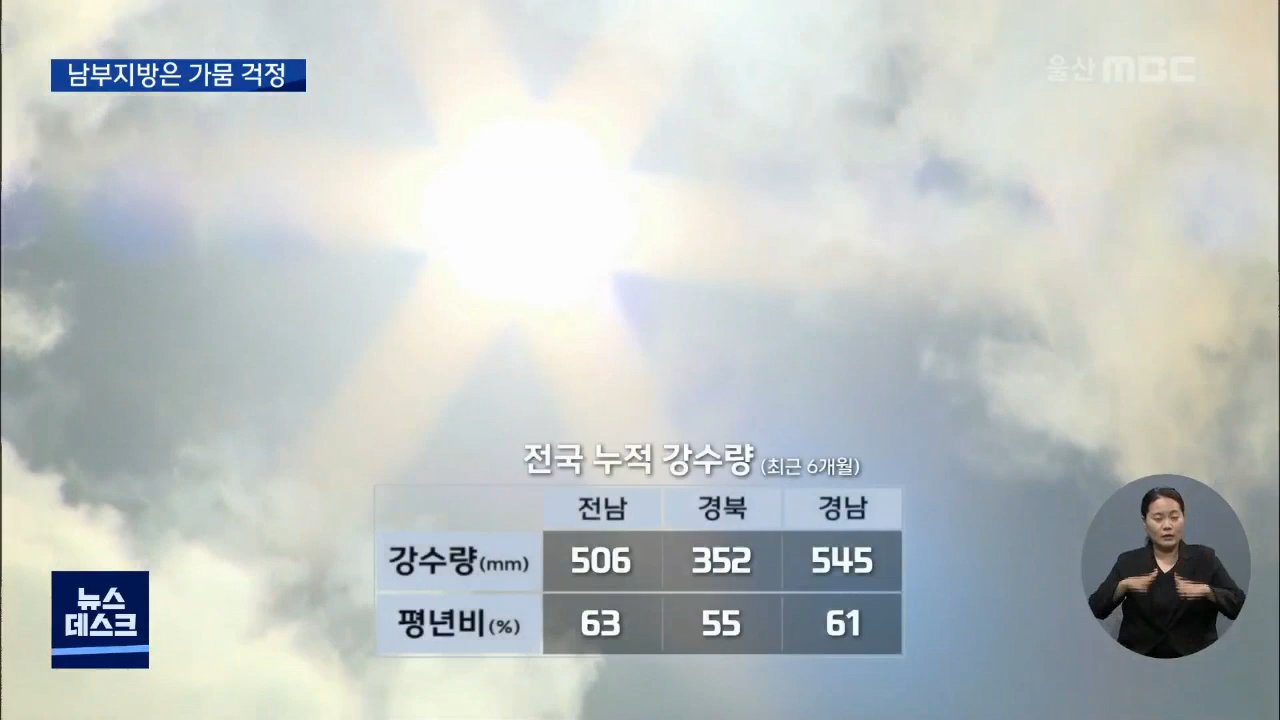 남부지방은 가뭄 걱정
울산 MBC
전국 누적 강수량 (최근 6개월)
전남 경북 경남
강수량(mm) 506 352 545
평년비(%) 63 55 61
뉴스
데스크